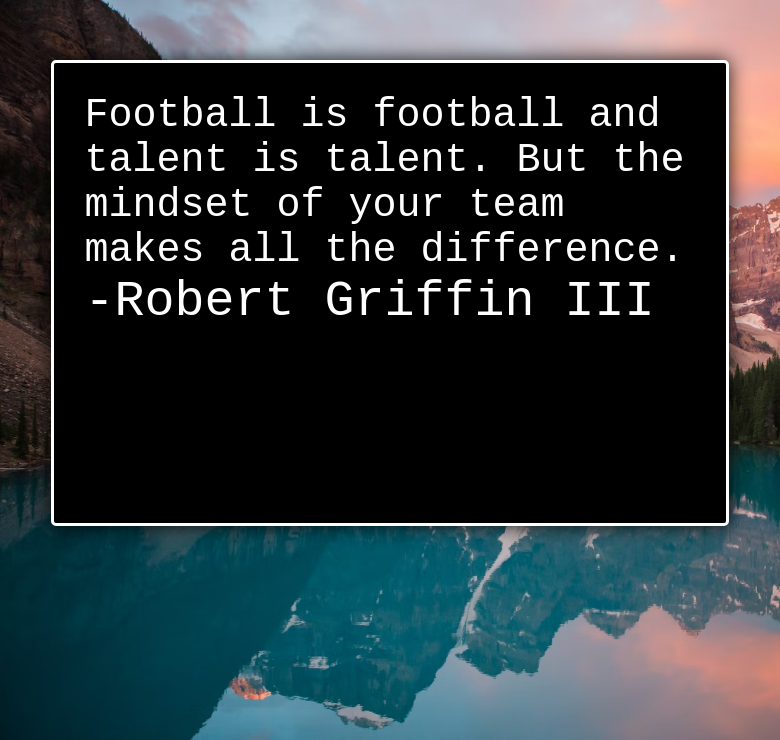 Football is football and
talent is talent. But the
mindset of your team
makes all the difference.
-Robert Griffin III